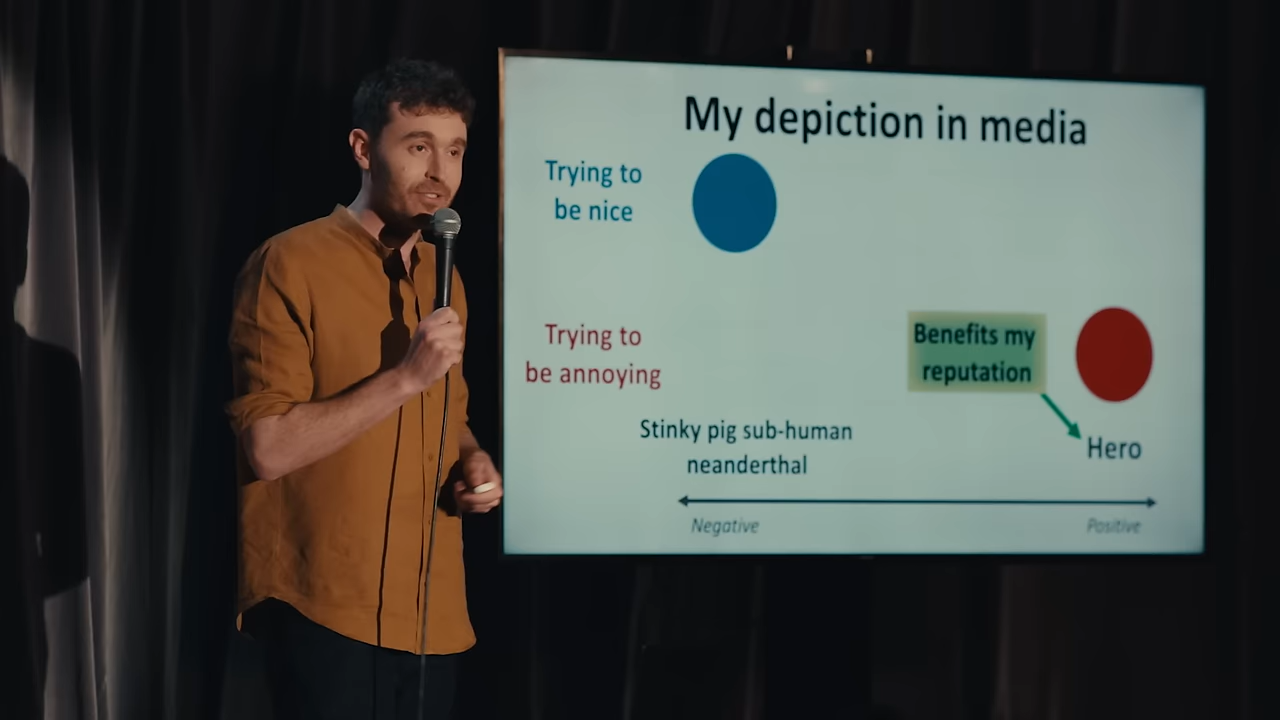 My depiction in media
Trying to
be nice
Trying to
be annoying
Benefits my
reputation
Stinky pig sub-human
neanderthal
Hero
Negative
Positive